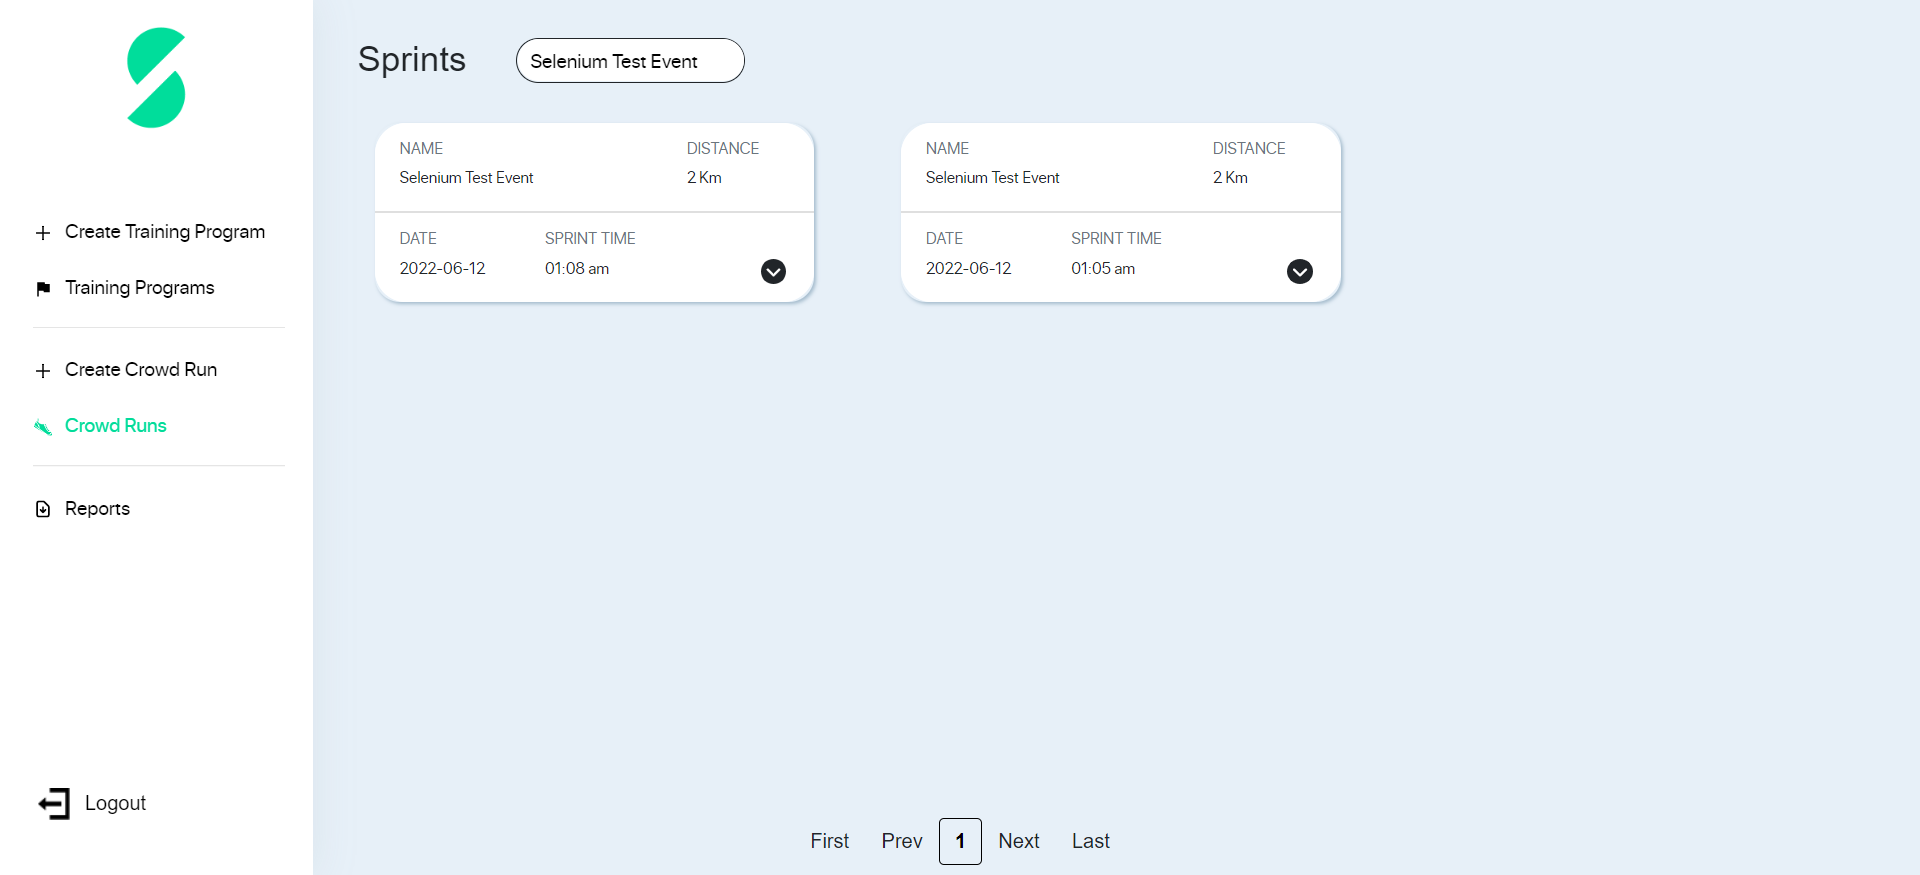 Create Training Program
Training Programs
Create Crowd Run
Crowd Runs
Reports
Logout
Sprints
Selenium Test Event
NAME DISTANCE
Selenium Test Event 2 Km
DATE SPRINT TIME
2022-06-12 01:08 am
NAME DISTANCE
Selenium Test Event 2 Km
DATE SPRINT TIME
2022-06-12 01:05 am
First Prev 1 Next Last